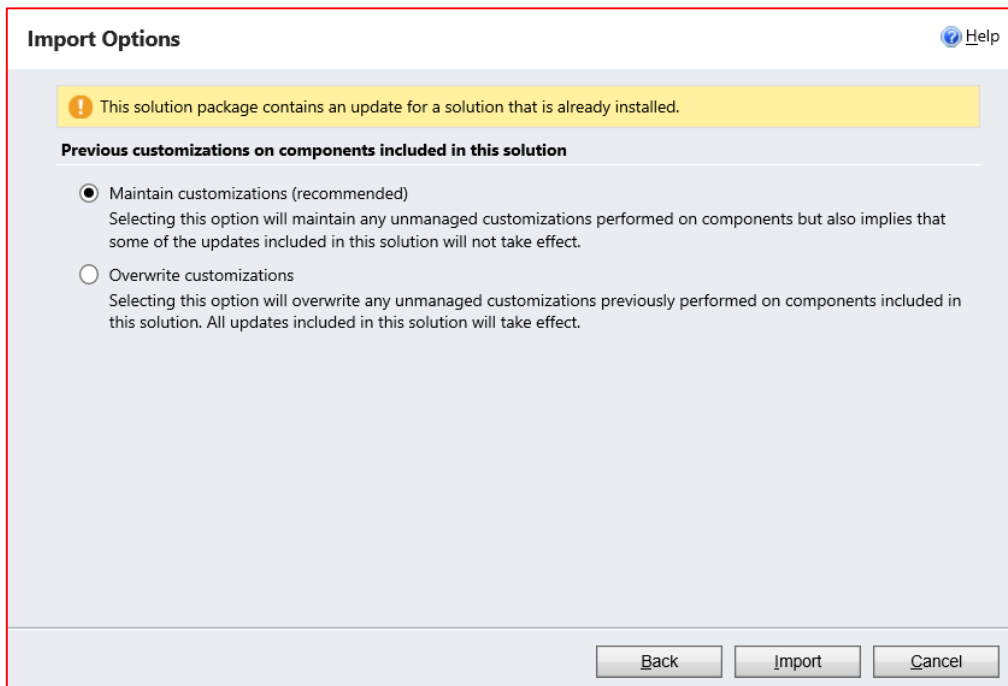 Import Options
Help
This solution package contains an update for a solution that is already installed.
Previous customizations on components included in this solution
Maintain customizations (recommended)
Selecting this option will maintain any unmanaged customizations performed on components but also implies that
some of the updates included in this solution will not take effect.
Overwrite customizations
Selecting this option will overwrite any unmanaged customizations previously performed on components included in
this solution. All updates included in this solution will take effect.
Back
Import
Cancel